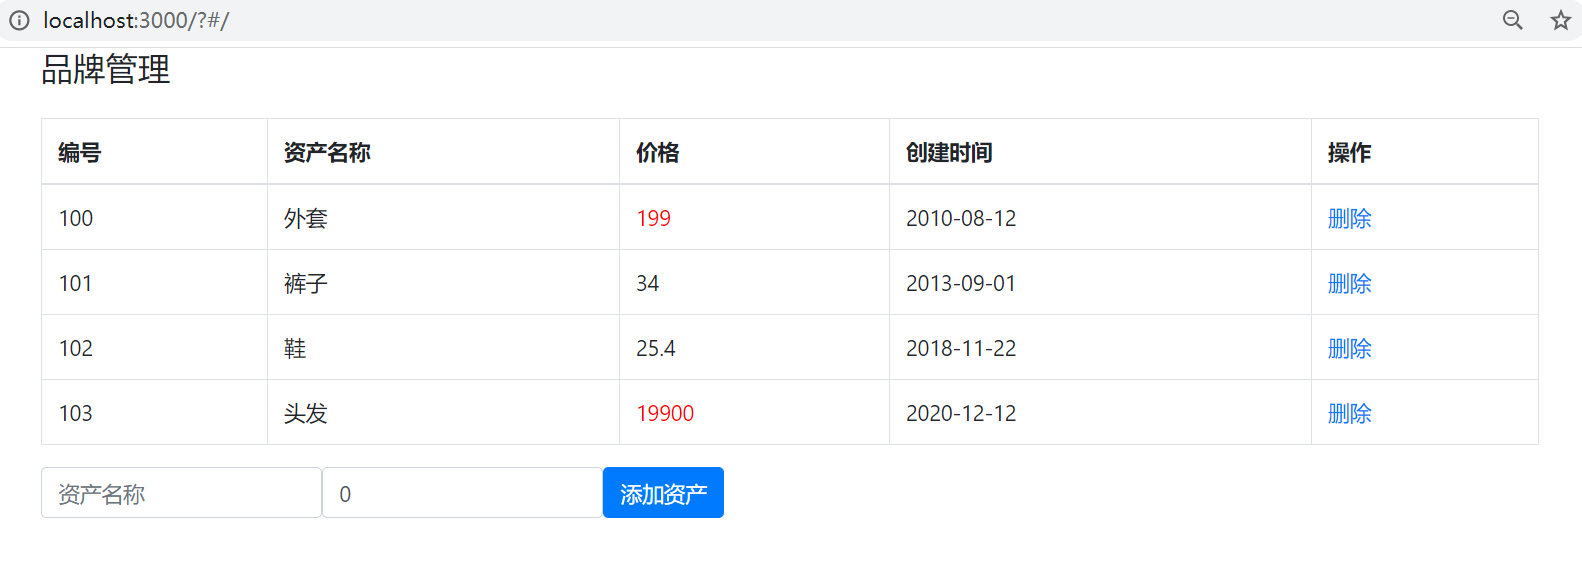 localhost:3000/?#/
品牌管理
编号 资产名称 价格 创建时间 操作
100 外套 199 2010-08-12 删除
101 裤子 34 2013-09-01 删除
102 鞋 25.4 2018-11-22 删除
103 头发 19900 2020-12-12 删除
资产名称 0 添加资产